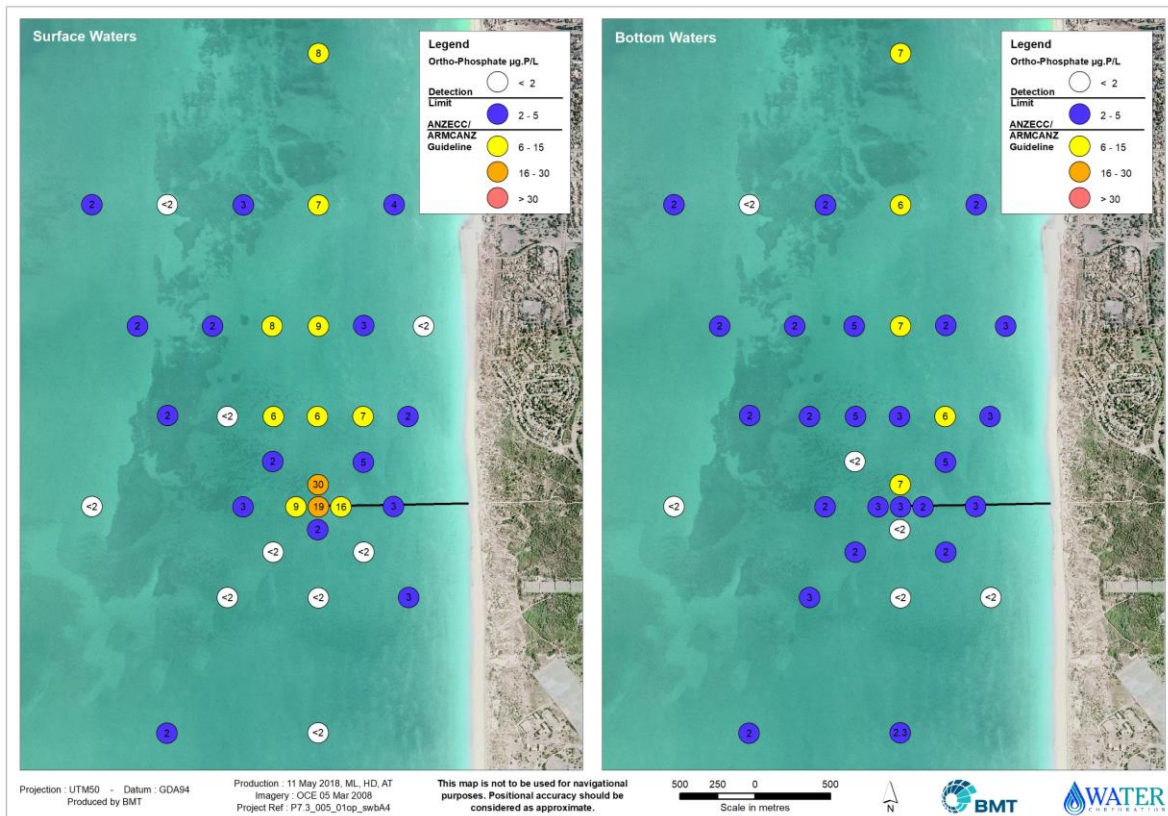 Surface Waters
8
Legend
Ortho-Phosphate µg.P/L
< 2
Detection
Limit
2 - 5
ANZECC/
ARMCANZ
Guideline
6 - 15
16 - 30
> 30
2
<2
3
7
4
2
2
8
9
3
<2
2
<2
6
6
7
2
2
5
30
<2
3
9
19
16
3
2
<2
<2
<2
<2
3
2
<2
Bottom Waters
7
Legend
Ortho-Phosphate µg.P/L
< 2
Detection
Limit
2 - 5
ANZECC/
ARMCANZ
Guideline
6 - 15
16 - 30
> 30
2
<2
2
6
2
2
2
5
7
2
3
2
2
5
3
6
3
<2
5
7
<2
2
3
3
2
3
<2
2
2
3
<2
<2
2
2.3
Projection : UTM50 - Datum : GDA94
Produced by BMT
Production : 11 May 2018, ML, HD, AT
Imagery : OCE 05 Mar 2008
Project Ref : P7.3_005_01op_swbA4
This map is not to be used for navigational
purposes. Positional accuracy should be
considered as approximate.
500 250 0 500
Scale in metres
N
BMT
WATER
CORPORATION